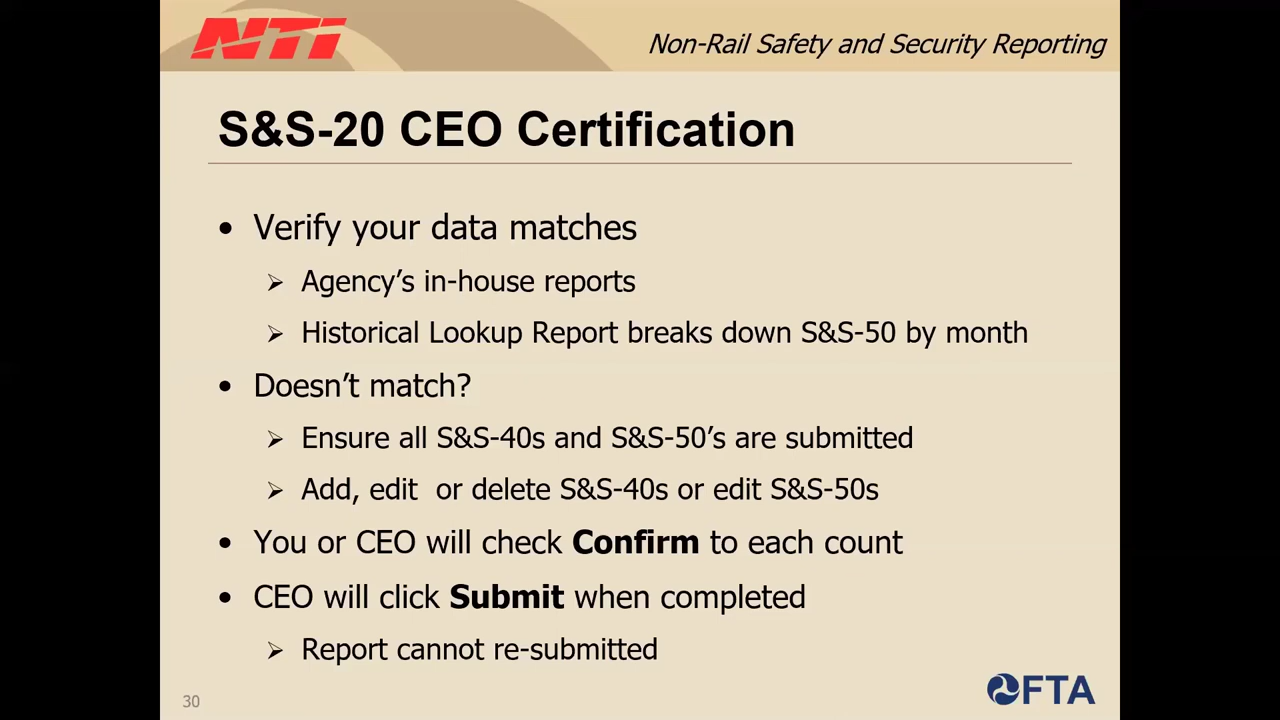 NTI
Non-Rail Safety and Security Reporting
S&S-20 CEO Certification
• Verify your data matches
➢ Agency’s in-house reports
➢ Historical Lookup Report breaks down S&S-50 by month
• Doesn’t match?
➢ Ensure all S&S-40s and S&S-50’s are submitted
➢ Add, edit  or delete S&S-40s or edit S&S-50s
• You or CEO will check Confirm to each count
• CEO will click Submit when completed
➢ Report cannot re-submitted
30
FTA